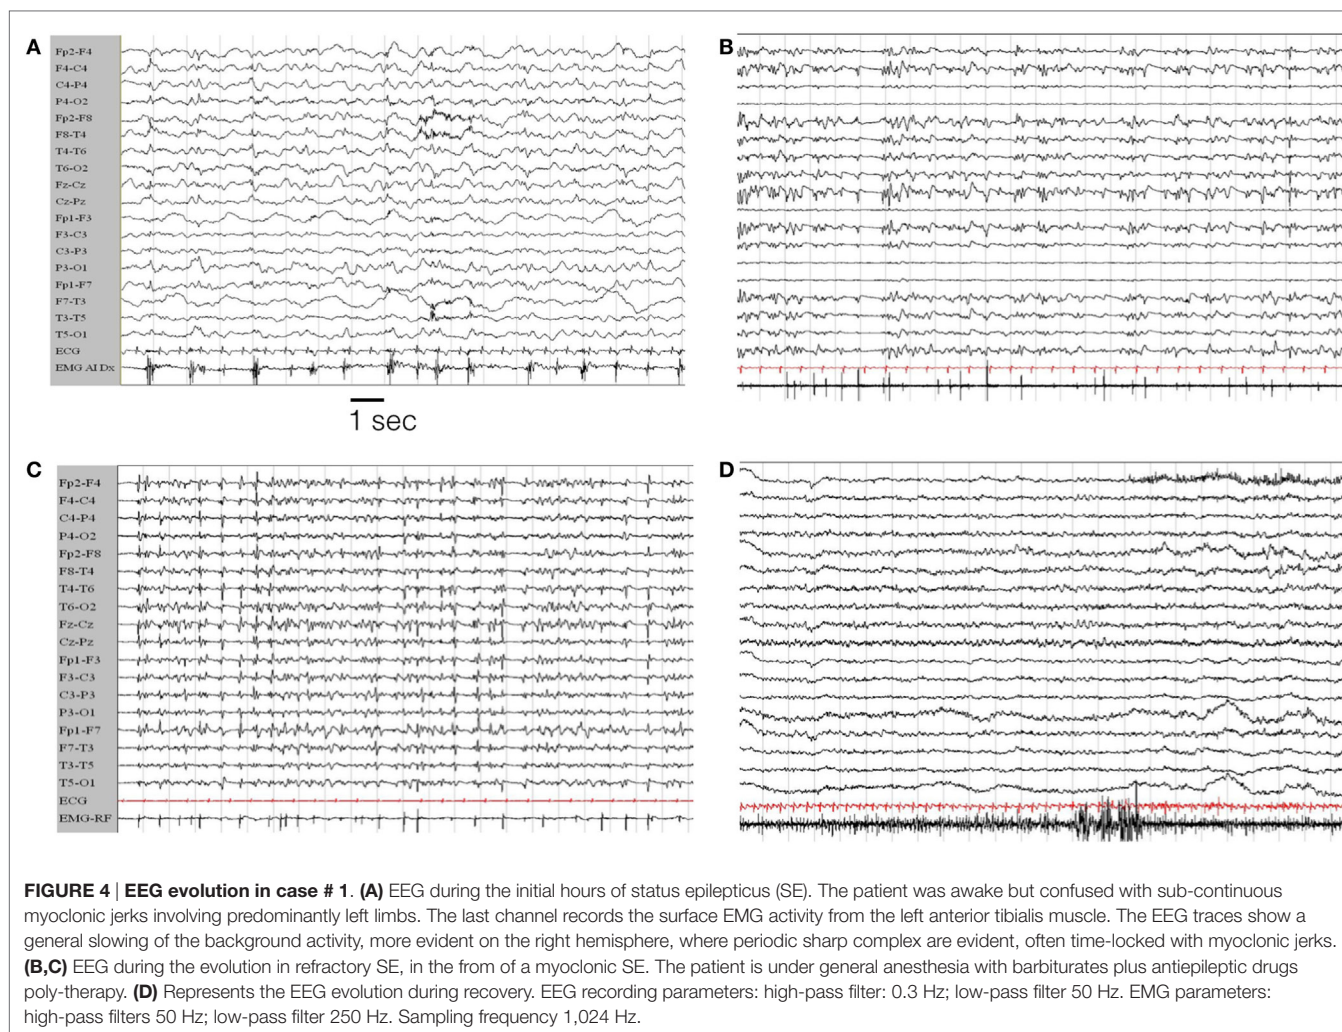 A
Fp2-F4
F4-C4
C4-P4
P4-O2
Fp2-F8
F8-T4
T4-T6
T6-O2
Fz-Cz
Cz-Pz
Fp1-F3
F3-C3
C3-P3
P3-O1
Fp1-F7
F7-T3
T3-T5
T5-O1
ECG
EMG AI Dx
1 sec
B
C
Fp2-F4
F4-C4
C4-P4
P4-O2
Fp2-F8
F8-T4
T4-T6
T6-O2
Fz-Cz
Cz-Pz
Fp1-F3
F3-C3
C3-P3
P3-O1
Fp1-F7
F7-T3
T3-T5
T5-O1
ECG
EMG-RF
D
FIGURE 4 | EEG evolution in case # 1. (A) EEG during the initial hours of status epilepticus (SE). The patient was awake but confused with sub-continuous
myoclonic jerks involving predominantly left limbs. The last channel records the surface EMG activity from the left anterior tibialis muscle. The EEG traces show a
general slowing of the background activity, more evident on the right hemisphere, where periodic sharp complex are evident, often time-locked with myoclonic jerks.
(B,C) EEG during the evolution in refractory SE, in the from of a myoclonic SE. The patient is under general anesthesia with barbiturates plus antiepileptic drugs
poly-therapy. (D) Represents the EEG evolution during recovery. EEG recording parameters: high-pass filter: 0.3 Hz; low-pass filter 50 Hz. EMG parameters:
high-pass filters 50 Hz; low-pass filter 250 Hz. Sampling frequency 1,024 Hz.